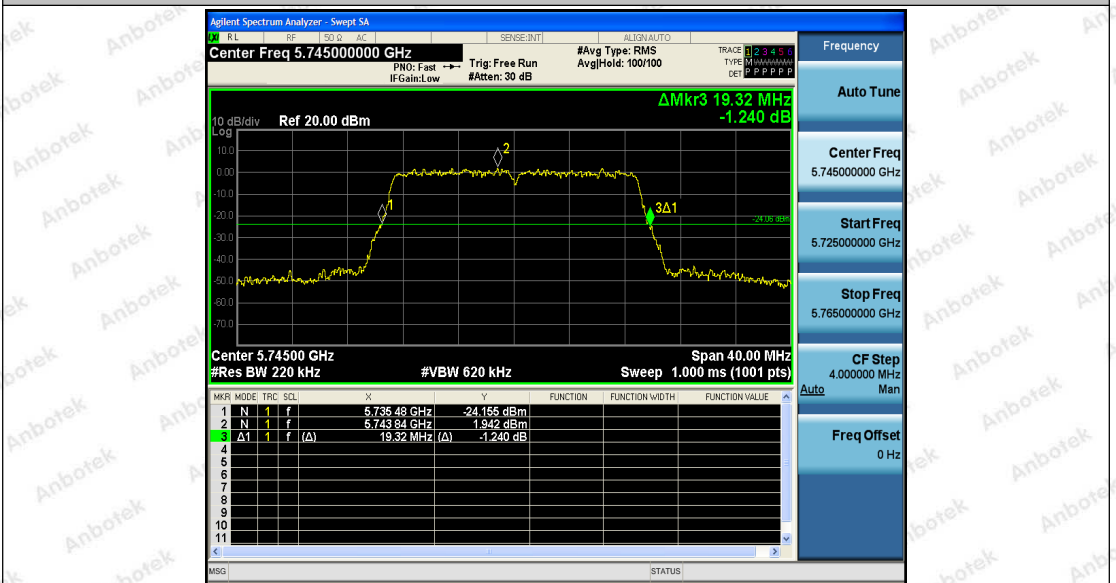 Agilent Spectrum Analyzer - Swept SA
RL RF 50 Ω AC SENSE:INT ALIGNAUTO
Center Freq 5.745000000 GHz
PNO: Fast
IFGain:Low
Trig: Free Run
#Atten: 30 dB
#Avg Type: RMS
Avg|Hold: 100/100
TRACE 1 2 3 4 5 6
TYPE M W W W W W
DET P P P P P P
ΔMkr3 19.32 MHz
-1.240 dB
10 dB/div Ref 20.00 dBm
Log
10.0
0.00
-10.0
-20.0
-30.0
-40.0
-50.0
-60.0
-70.0
2
1
3Δ1
-24.06 dBm
Center 5.74500 GHz Span 40.00 MHz
#Res BW 220 kHz #VBW 620 kHz Sweep 1.000 ms (1001 pts)
MKR MODE TRC SCL X Y FUNCTION FUNCTION WIDTH FUNCTION VALUE
1 N 1 f 5.735 48 GHz -24.155 dBm
2 N 1 f 5.743 84 GHz 1.942 dBm
3 Δ1 1 f (Δ) 19.32 MHz (Δ) -1.240 dB
4
5
6
7
8
9
10
11
MSG STATUS
Frequency
Auto Tune
Center Freq
5.745000000 GHz
Start Freq
5.725000000 GHz
Stop Freq
5.765000000 GHz
CF Step
4.000000 MHz
Auto Man
Freq Offset
0 Hz
Anbotek